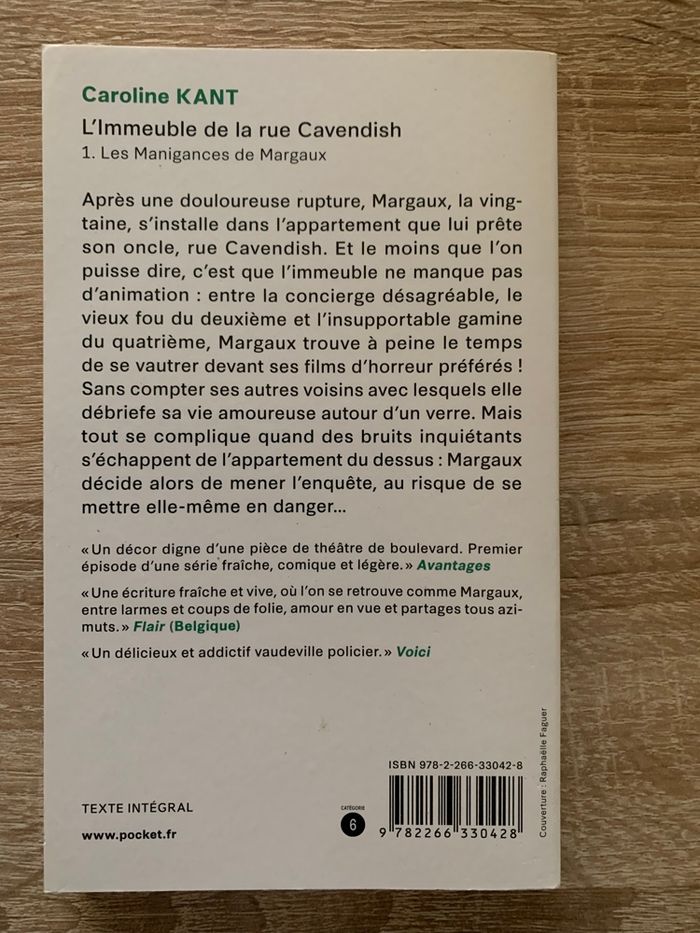 Caroline KANT
L’Immeuble de la rue Cavendish
1. Les Manigances de Margaux
Après une douloureuse rupture, Margaux, la ving-
taine, s’installe dans l’appartement que lui prête
son oncle, rue Cavendish. Et le moins que l’on
puisse dire, c’est que l’immeuble ne manque pas
d’animation : entre la concierge désagréable, le
vieux fou du deuxième et l’insupportable gamine
du quatrième, Margaux trouve à peine le temps
de se vautrer devant ses films d’horreur préférés !
Sans compter ses autres voisins avec lesquels elle
débriefe sa vie amoureuse autour d’un verre. Mais
tout se complique quand des bruits inquiétants
s’échappent de l’appartement du dessus : Margaux
décide alors de mener l’enquête, au risque de se
mettre elle-même en danger...
« Un décor digne d’une pièce de théâtre de boulevard. Premier
épisode d’une série fraîche, comique et légère. » Avantages
« Une écriture fraîche et vive, où l’on se retrouve comme Margaux,
entre larmes et coups de folie, amour en vue et partages tous azi-
muts. » Flair (Belgique)
« Un délicieux et addictif vaudeville policier. » Voici
ISBN 978-2-266-33042-8
TEXTE INTÉGRAL
www.pocket.fr
CATÉGORIE
6
9 782266 330428
Couverture : Raphaëlle Faguer